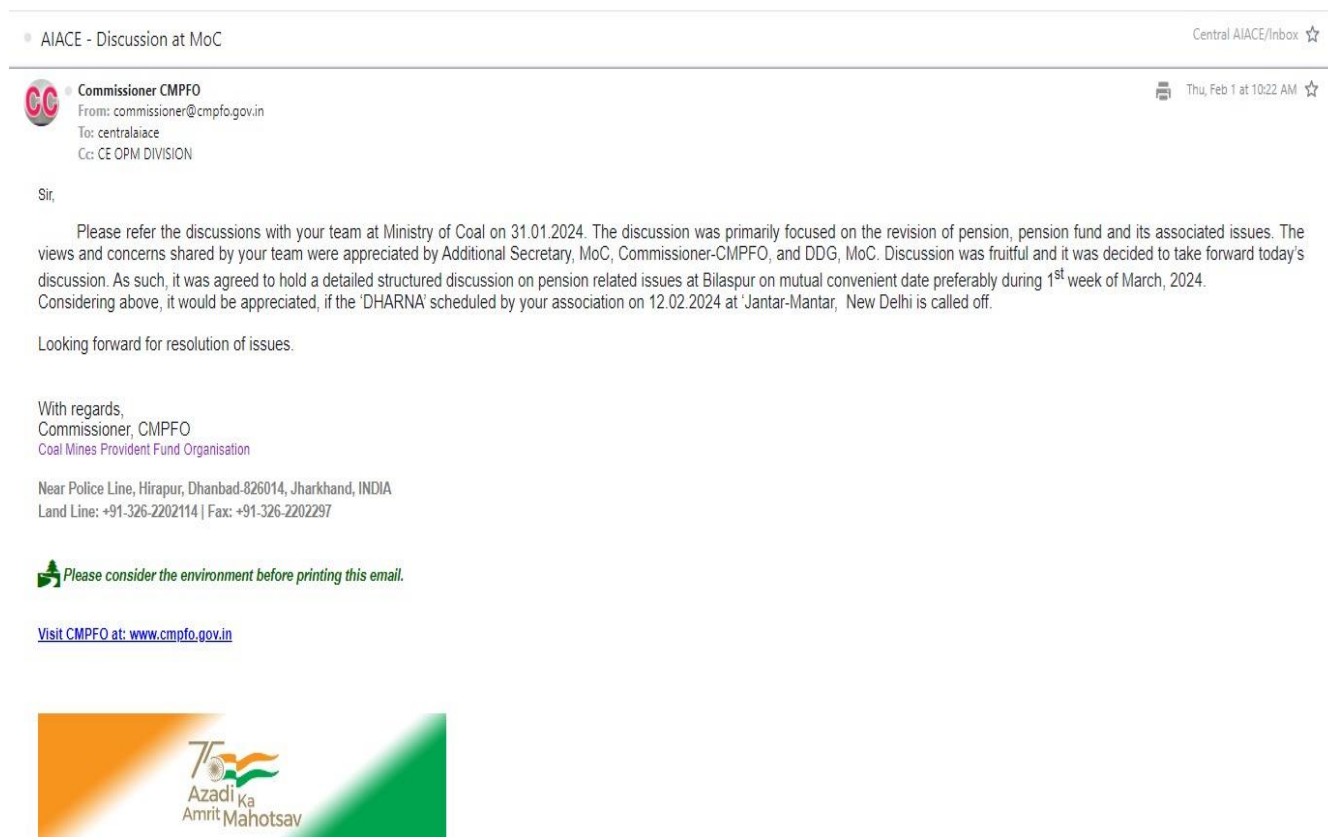 AIACE - Discussion at MoC
Central AIACE/Inbox
CC
Commissioner CMPFO
Thu, Feb 1 at 10:22 AM
From: commissioner@cmpfo.gov.in
To: centralaiace
Cc: CE OPM DIVISION
Sir,
Please refer the discussions with your team at Ministry of Coal on 31.01.2024. The discussion was primarily focused on the revision of pension, pension fund and its associated issues. The
views and concerns shared by your team were appreciated by Additional Secretary, MoC, Commissioner-CMPFO, and DDG, MoC. Discussion was fruitful and it was decided to take forward today's
discussion. As such, it was agreed to hold a detailed structured discussion on pension related issues at Bilaspur on mutual convenient date preferably during 1st week of March, 2024.
Considering above, it would be appreciated, if the 'DHARNA' scheduled by your association on 12.02.2024 at 'Jantar-Mantar, New Delhi is called off.
Looking forward for resolution of issues.
With regards,
Commissioner, CMPFO
Coal Mines Provident Fund Organisation
Near Police Line, Hirapur, Dhanbad-826014, Jharkhand, INDIA
Land Line: +91-326-2202114 | Fax: +91-326-2202297
Please consider the environment before printing this email.
Visit CMPFO at: www.cmpfo.gov.in
75
Azadi Ka
Amrit Mahotsav